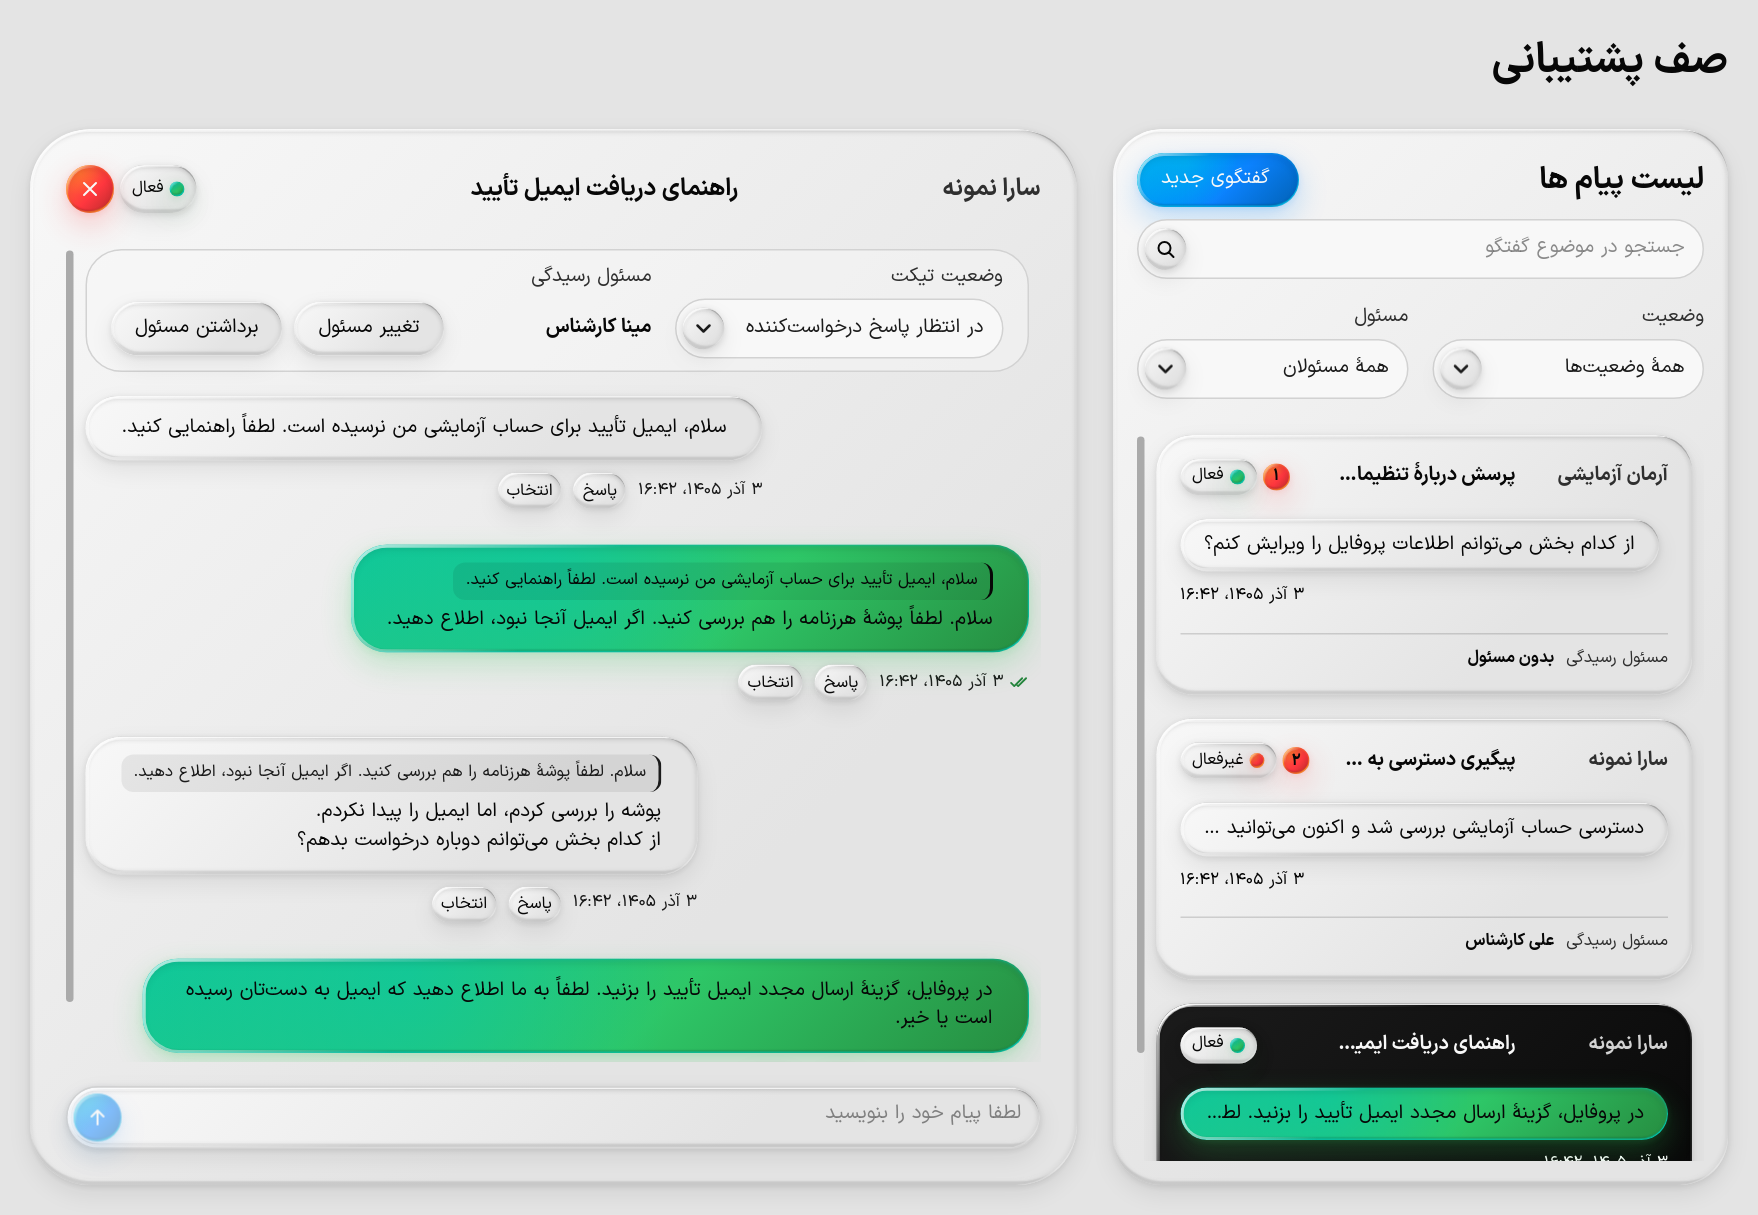 صف پشتیبانی
لیست پیام ها
گفتگوی جدید
جستجو در موضوع گفتگو
وضعیت
مسئول
همهٔ وضعیت‌ها
همهٔ مسئولان
آرمان آزمایشی
پرسش دربارهٔ تنظیما...
۱
فعال
از کدام بخش می‌توانم اطلاعات پروفایل را ویرایش کنم؟
۳ آذر ۱۴۰۵، ۱۶:۴۲
مسئول رسیدگی بدون مسئول
سارا نمونه
پیگیری دسترسی به ...
۲
غیرفعال
دسترسی حساب آزمایشی بررسی شد و اکنون می‌توانید ...
۳ آذر ۱۴۰۵، ۱۶:۴۲
مسئول رسیدگی علی کارشناس
سارا نمونه
راهنمای دریافت ایمیـ...
فعال
در پروفایل، گزینهٔ ارسال مجدد ایمیل تأیید را بزنید. لطـ...
۳ آذر ۱۴۰۵، ۱۶:۴۲
سارا نمونه
راهنمای دریافت ایمیل تأیید
فعال
وضعیت تیکت
مسئول رسیدگی
در انتظار پاسخ درخواست‌کننده
مینا کارشناس
تغییر مسئول
برداشتن مسئول
سلام، ایمیل تأیید برای حساب آزمایشی من نرسیده است. لطفاً راهنمایی کنید.
۳ آذر ۱۴۰۵، ۱۶:۴۲
پاسخ
انتخاب
سلام، ایمیل تأیید برای حساب آزمایشی من نرسیده است. لطفاً راهنمایی کنید.
سلام. لطفاً پوشهٔ هرزنامه را هم بررسی کنید. اگر ایمیل آنجا نبود، اطلاع دهید.
۳ آذر ۱۴۰۵، ۱۶:۴۲
پاسخ
انتخاب
سلام. لطفاً پوشهٔ هرزنامه را هم بررسی کنید. اگر ایمیل آنجا نبود، اطلاع دهید.
پوشه را بررسی کردم، اما ایمیل را پیدا نکردم.
از کدام بخش می‌توانم دوباره درخواست بدهم؟
۳ آذر ۱۴۰۵، ۱۶:۴۲
پاسخ
انتخاب
در پروفایل، گزینهٔ ارسال مجدد ایمیل تأیید را بزنید. لطفاً به ما اطلاع دهید که ایمیل به دست‌تان رسیده
است یا خیر.
لطفا پیام خود را بنویسید